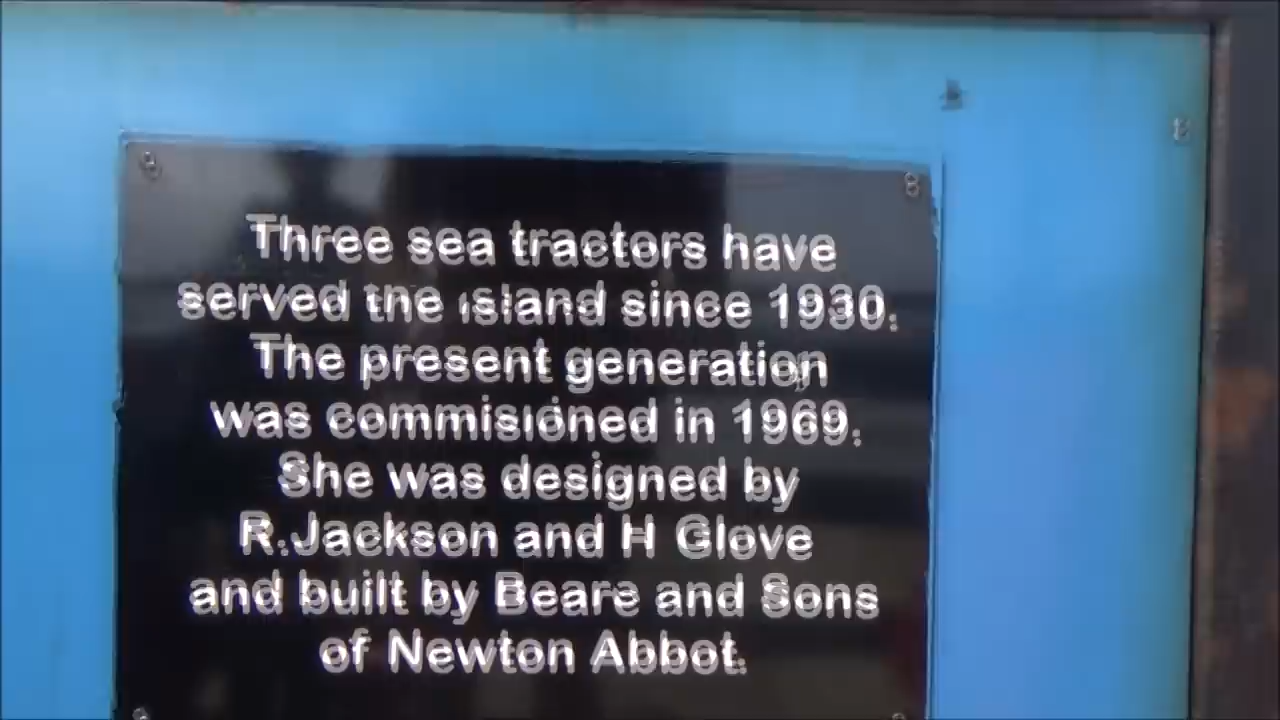 Three sea tractors have
served the island since 1930.
The present generation
was commisioned in 1969.
She was designed by
R.Jackson and H Glove
and built by Beare and Sons
of Newton Abbot.